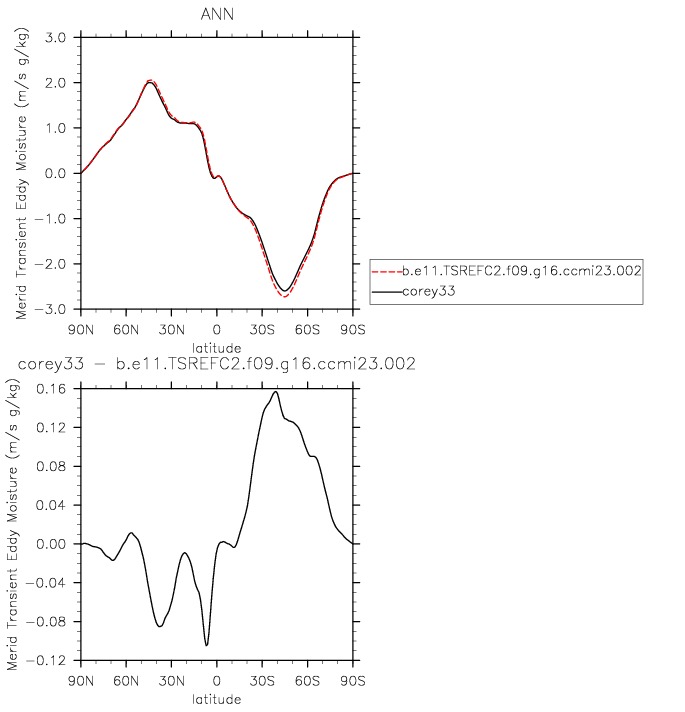 ANN
Merid Transient Eddy Moisture (m/s g/kg)
3.0
2.0
1.0
0.0
−1.0
−2.0
−3.0
90N 60N 30N 0 30S 60S 90S
latitude
b.e11.TSREFC2.f09.g16.ccmi23.002
corey33
corey33 − b.e11.TSREFC2.f09.g16.ccmi23.002
Merid Transient Eddy Moisture (m/s g/kg)
0.16
0.12
0.08
0.04
0.00
−0.04
−0.08
−0.12
90N 60N 30N 0 30S 60S 90S
latitude